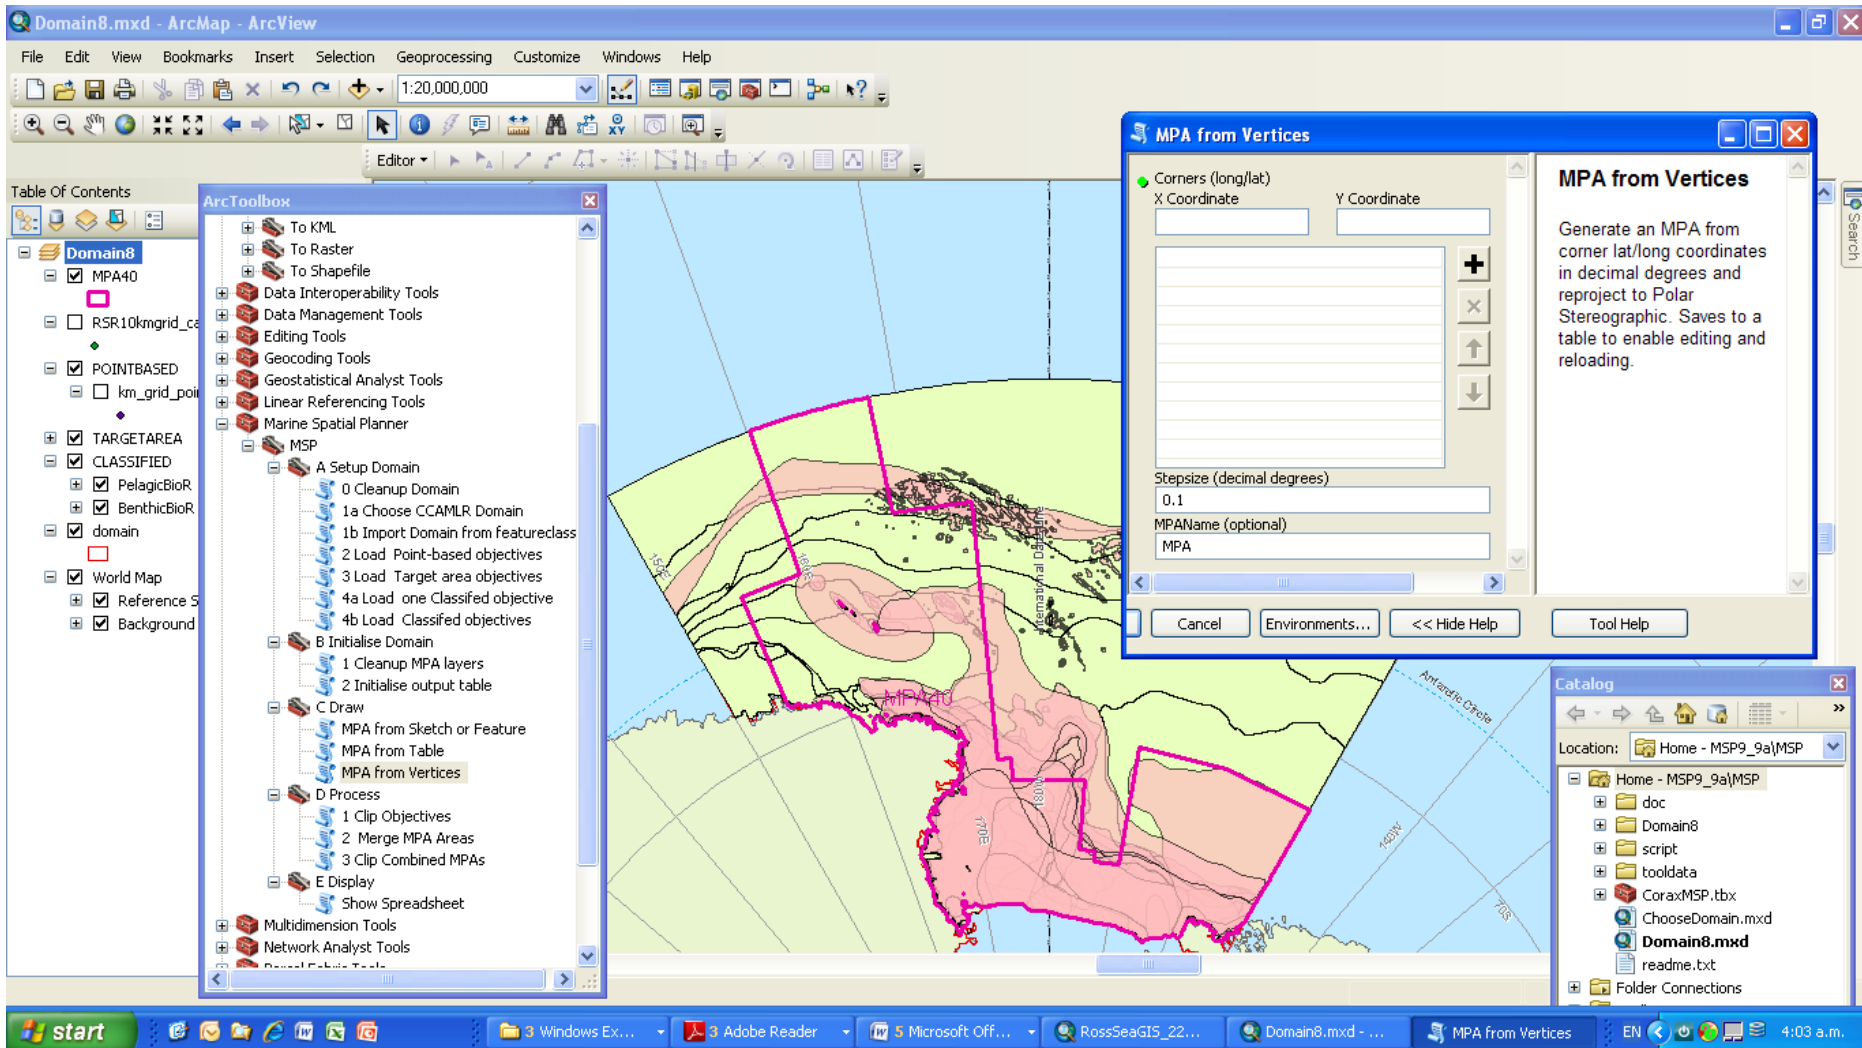 Domain8.mxd - ArcMap - ArcView
File Edit View Bookmarks Insert Selection Geoprocessing Customize Windows Help
1:20,000,000
Editor
Table Of Contents
Domain8
MPA40
RSR10kmgrid_ca
POINTBASED
km_grid_poi
TARGETAREA
CLASSIFIED
PelagicBioR
BenthicBioR
domain
World Map
Reference S
Background
ArcToolbox
To KML
To Raster
To Shapefile
Data Interoperability Tools
Data Management Tools
Editing Tools
Geocoding Tools
Geostatistical Analyst Tools
Linear Referencing Tools
Marine Spatial Planner
MSP
A Setup Domain
0 Cleanup Domain
1a Choose CCAMLR Domain
1b Import Domain from featureclass
2 Load Point-based objectives
3 Load Target area objectives
4a Load one Classifed objective
4b Load Classifed objectives
B Initialise Domain
1 Cleanup MPA layers
2 Initialise output table
C Draw
MPA from Sketch or Feature
MPA from Table
MPA from Vertices
D Process
1 Clip Objectives
2 Merge MPA Areas
3 Clip Combined MPAs
E Display
Show Spreadsheet
Multidimension Tools
Network Analyst Tools
Parcel Fabric Tools
150E
160E
International Date Line
MPA40
180W
170E
140W
Antarctic Circle
MPA from Vertices
Corners (long/lat)
X Coordinate Y Coordinate
Stepsize (decimal degrees)
0.1
MPAName (optional)
MPA
Cancel Environments... << Hide Help Tool Help
MPA from Vertices
Generate an MPA from
corner lat/long coordinates
in decimal degrees and
reproject to Polar
Stereographic. Saves to a
table to enable editing and
reloading.
Search
Catalog
Location: Home - MSP9_9a\MSP
Home - MSP9_9a\MSP
doc
Domain8
script
tooldata
CoraxMSP.tbx
ChooseDomain.mxd
Domain8.mxd
readme.txt
Folder Connections
start 3 Windows Ex... 3 Adobe Reader 5 Microsoft Off... RossSeaGIS_22... Domain8.mxd - ... MPA from Vertices EN 4:03 a.m.